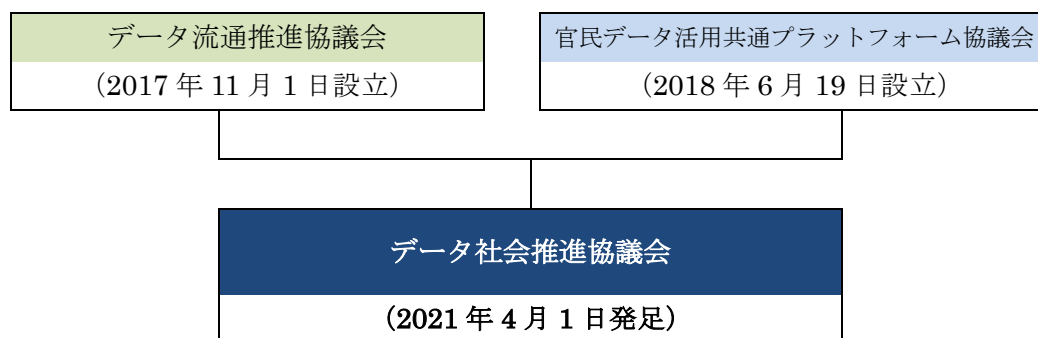 データ流通推進協議会
（2017 年 11 月 1 日設立）
官民データ活用共通プラットフォーム協議会
（2018 年 6 月 19 日設立）
データ社会推進協議会
（2021 年 4 月 1 日発足）